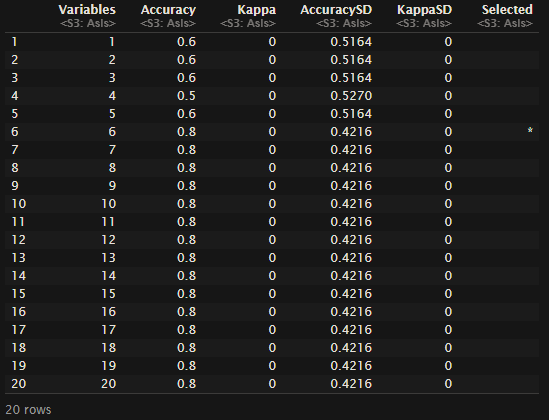 Variables Accuracy Kappa AccuracySD KappaSD Selected
<S3: AsIs> <S3: AsIs> <S3: AsIs> <S3: AsIs> <S3: AsIs> <S3: AsIs>
1 1 0.6 0 0.5164 0
2 2 0.6 0 0.5164 0
3 3 0.6 0 0.5164 0
4 4 0.5 0 0.5270 0
5 5 0.6 0 0.5164 0
6 6 0.8 0 0.4216 0 *
7 7 0.8 0 0.4216 0
8 8 0.8 0 0.4216 0
9 9 0.8 0 0.4216 0
10 10 0.8 0 0.4216 0
11 11 0.8 0 0.4216 0
12 12 0.8 0 0.4216 0
13 13 0.8 0 0.4216 0
14 14 0.8 0 0.4216 0
15 15 0.8 0 0.4216 0
16 16 0.8 0 0.4216 0
17 17 0.8 0 0.4216 0
18 18 0.8 0 0.4216 0
19 19 0.8 0 0.4216 0
20 20 0.8 0 0.4216 0
20 rows